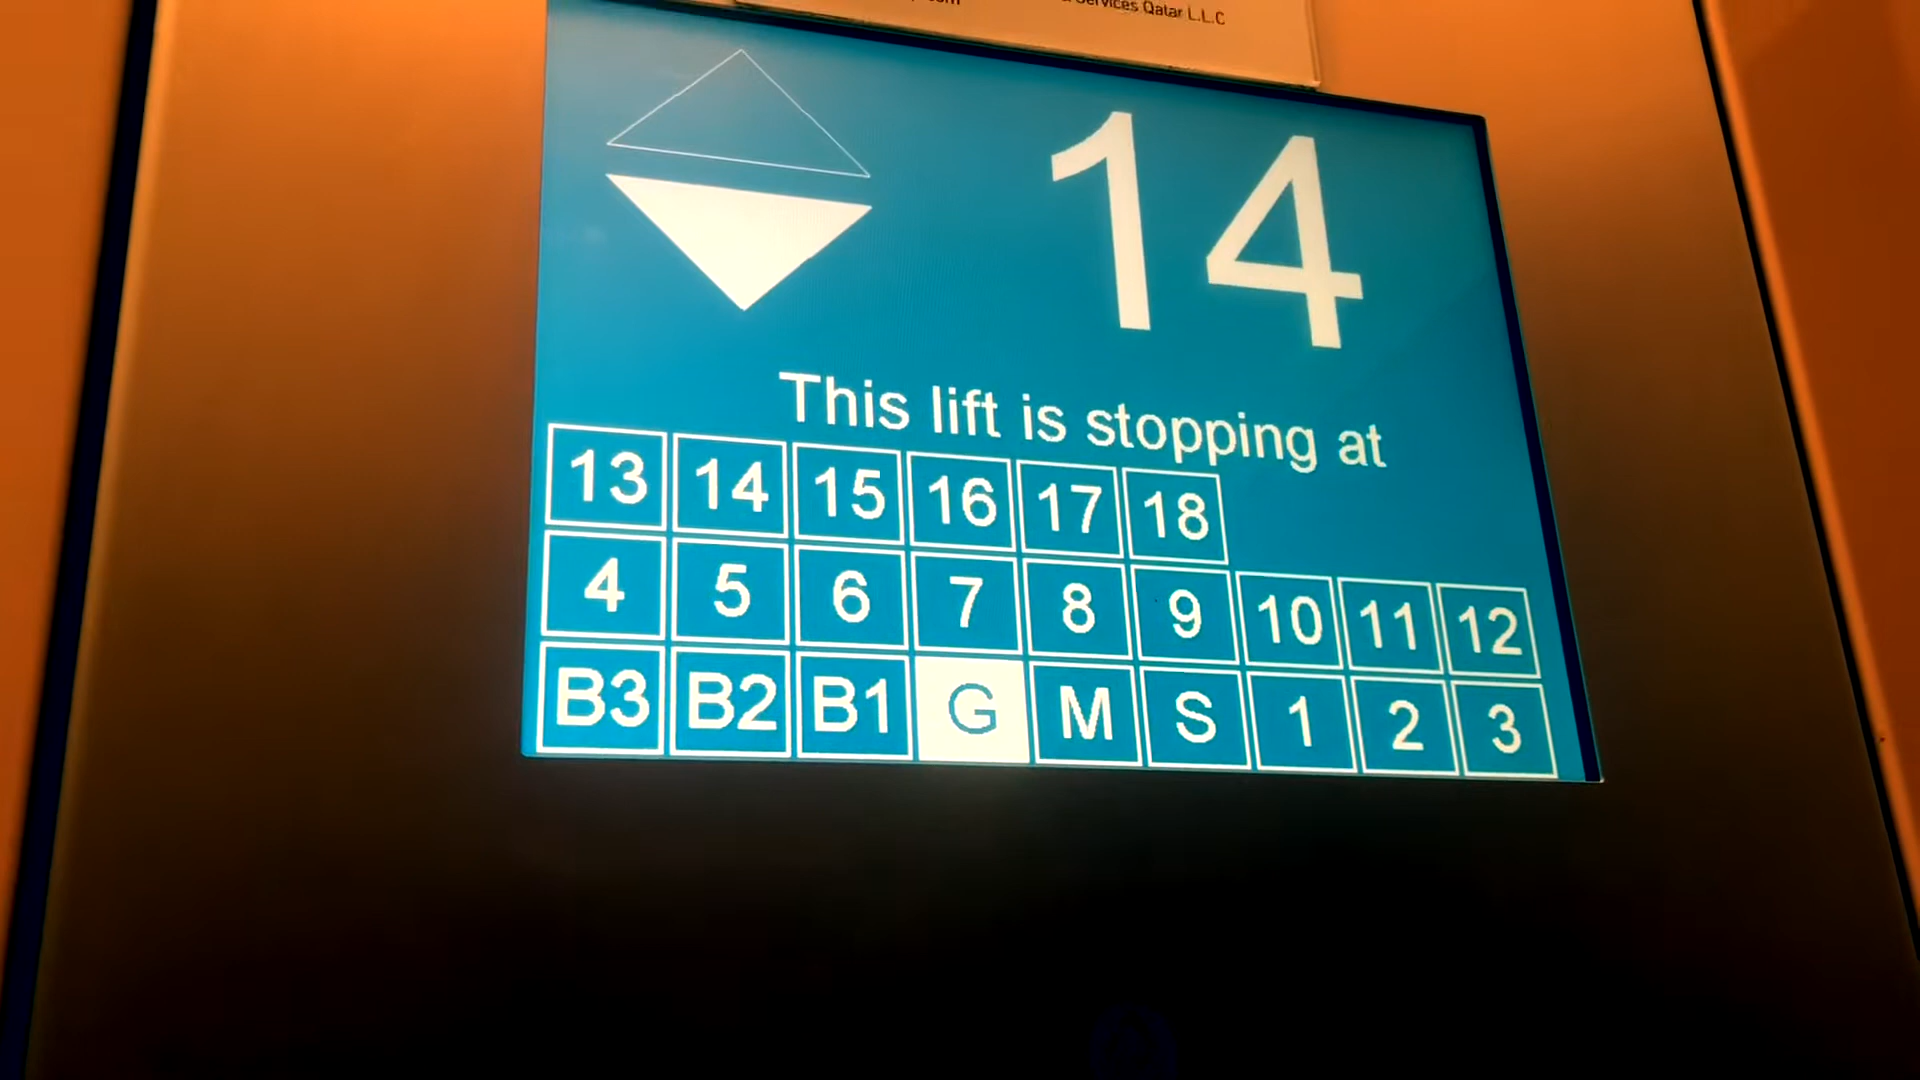 Services Qatar L.L.C
14
This lift is stopping at
13 14 15 16 17 18
4 5 6 7 8 9 10 11 12
B3 B2 B1 G M S 1 2 3